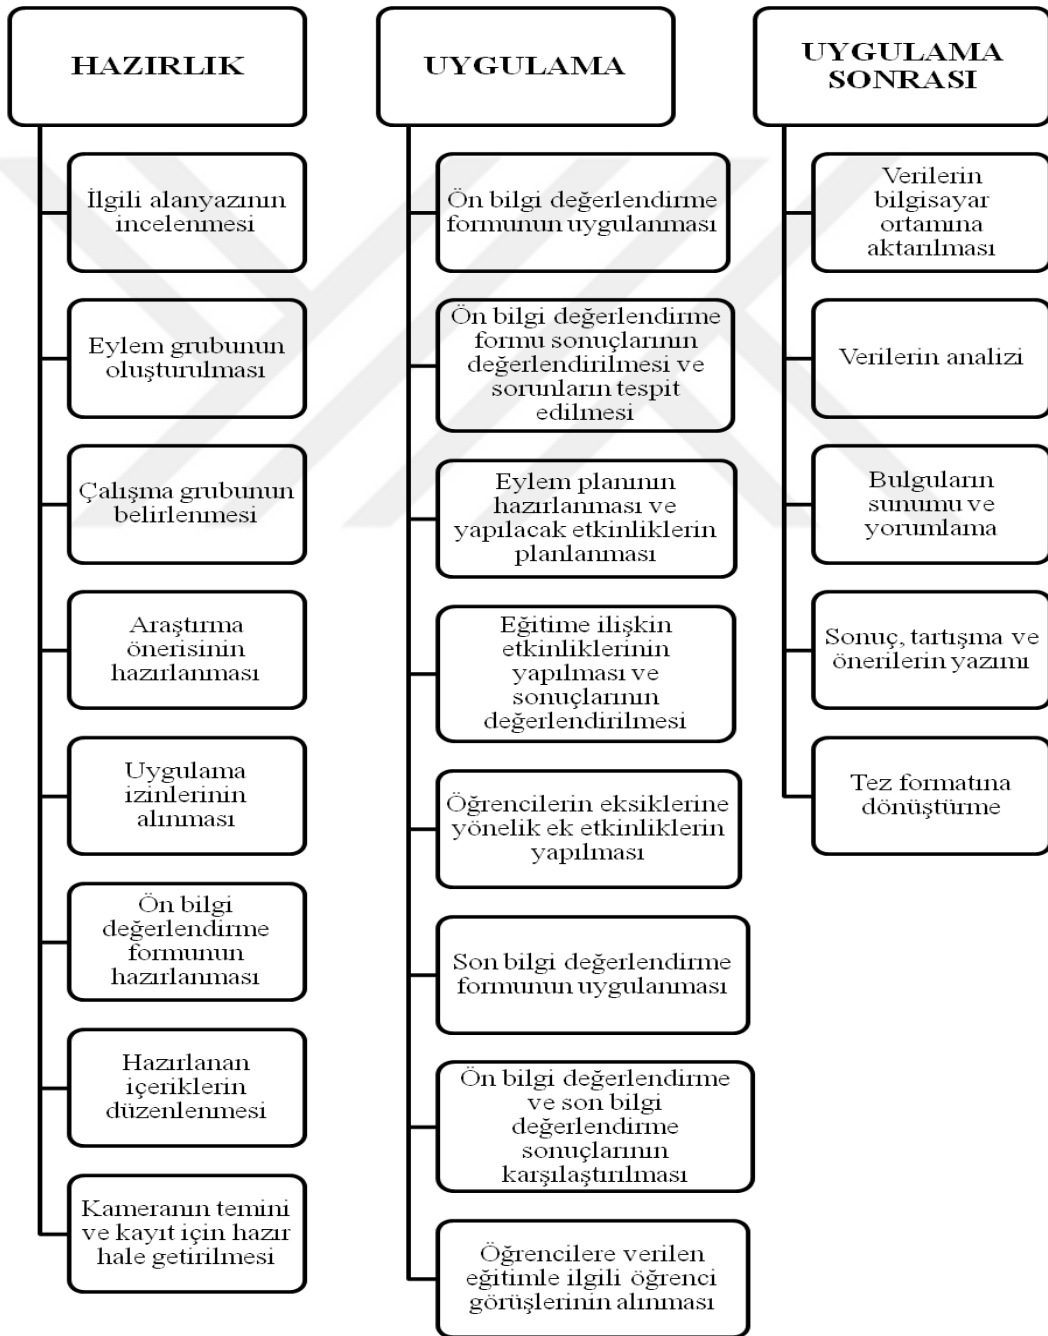 HAZIRLIK
İlgili alanyazının
incelenmesi
Eylem grubunun
oluşturulması
Çalışma grubunun
belirlenmesi
Araştırma
önerisinin
hazırlanması
Uygulama
izinlerinin
alınması
Ön bilgi
değerlendirme
formunun
hazırlanması
Hazırlanan
içeriklerin
düzenlenmesi
Kameranın temini
ve kayıt için hazır
hale getirilmesi
UYGULAMA
Ön bilgi değerlendirme
formunun uygulanması
Ön bilgi değerlendirme
formu sonuçlarının
değerlendirilmesi ve
sorunların tespit
edilmesi
Eylem planının
hazırlanması ve
yapılacak etkinliklerin
planlanması
Eğitime ilişkin
etkinliklerinin
yapılması ve
sonuçlarının
değerlendirilmesi
Öğrencilerin eksiklerine
yönelik ek etkinliklerin
yapılması
Son bilgi değerlendirme
formunun uygulanması
Ön bilgi değerlendirme
ve son bilgi
değerlendirme
sonuçlarının
karşılaştırılması
Öğrencilere verilen
eğitimle ilgili öğrenci
görüşlerinin alınması
UYGULAMA
SONRASI
Verilerin
bilgisayar
ortamına
aktarılması
Verilerin analizi
Bulguların
sunumu ve
yorumlama
Sonuç, tartışma ve
önerilerin yazımı
Tez formatına
dönüştürme